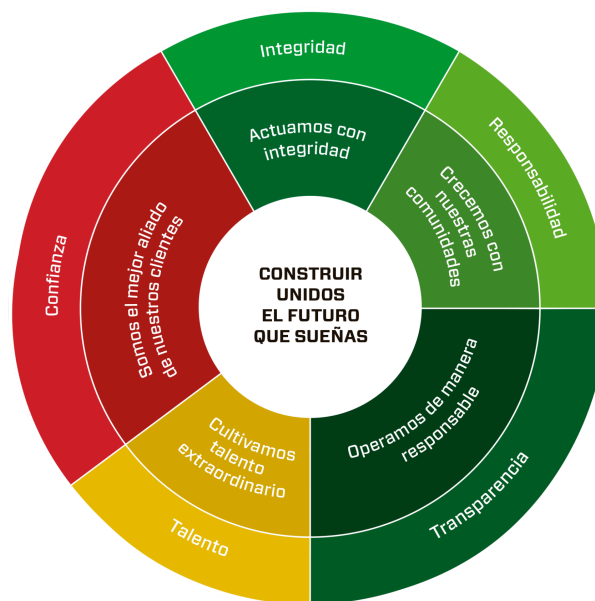 Integridad
Actuamos con
integridad
Responsabilidad
Crecemos con
nuestras
comunidades
Transparencia
Operamos de manera
responsable
Talento
Cultivamos
talento
extraordinario
Confianza
Somos el mejor aliado
de nuestros clientes
CONSTRUIR
UNIDOS
EL FUTURO
QUE SUEÑAS